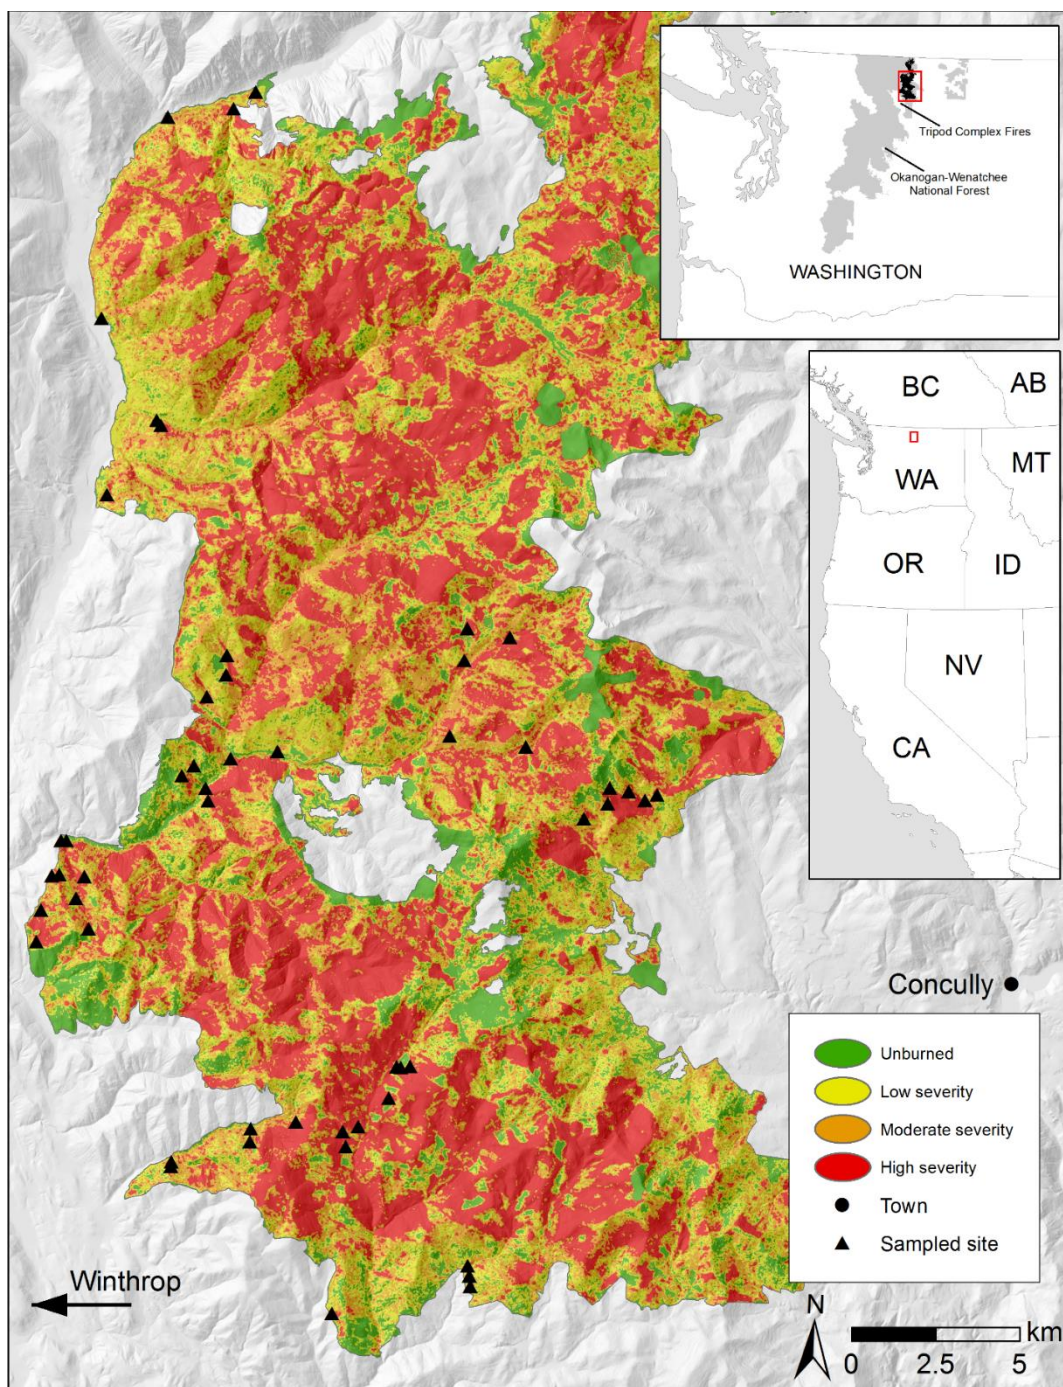 Tripod Complex Fires
Okanogan-Wenatchee
National Forest
WASHINGTON
BC
AB
WA
MT
OR
ID
NV
CA
Concully
Unburned
Low severity
Moderate severity
High severity
Town
Sampled site
Winthrop
N
km
0 2.5 5